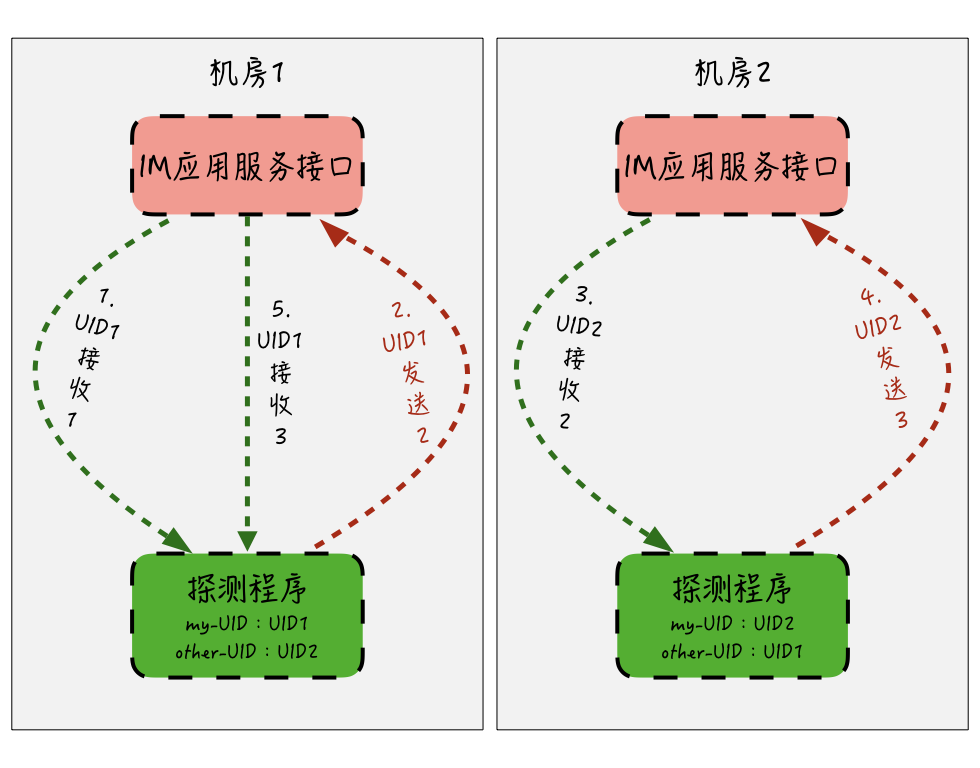 机房1
IM应用服务接口
1.
UID1
接
收
1
5.
UID1
接
收
3
2.
UID1
发
送
2
探测程序
my-UID：UID1
other-UID：UID2
机房2
IM应用服务接口
3.
UID2
接
收
2
4.
UID2
发
送
3
探测程序
my-UID：UID2
other-UID：UID1